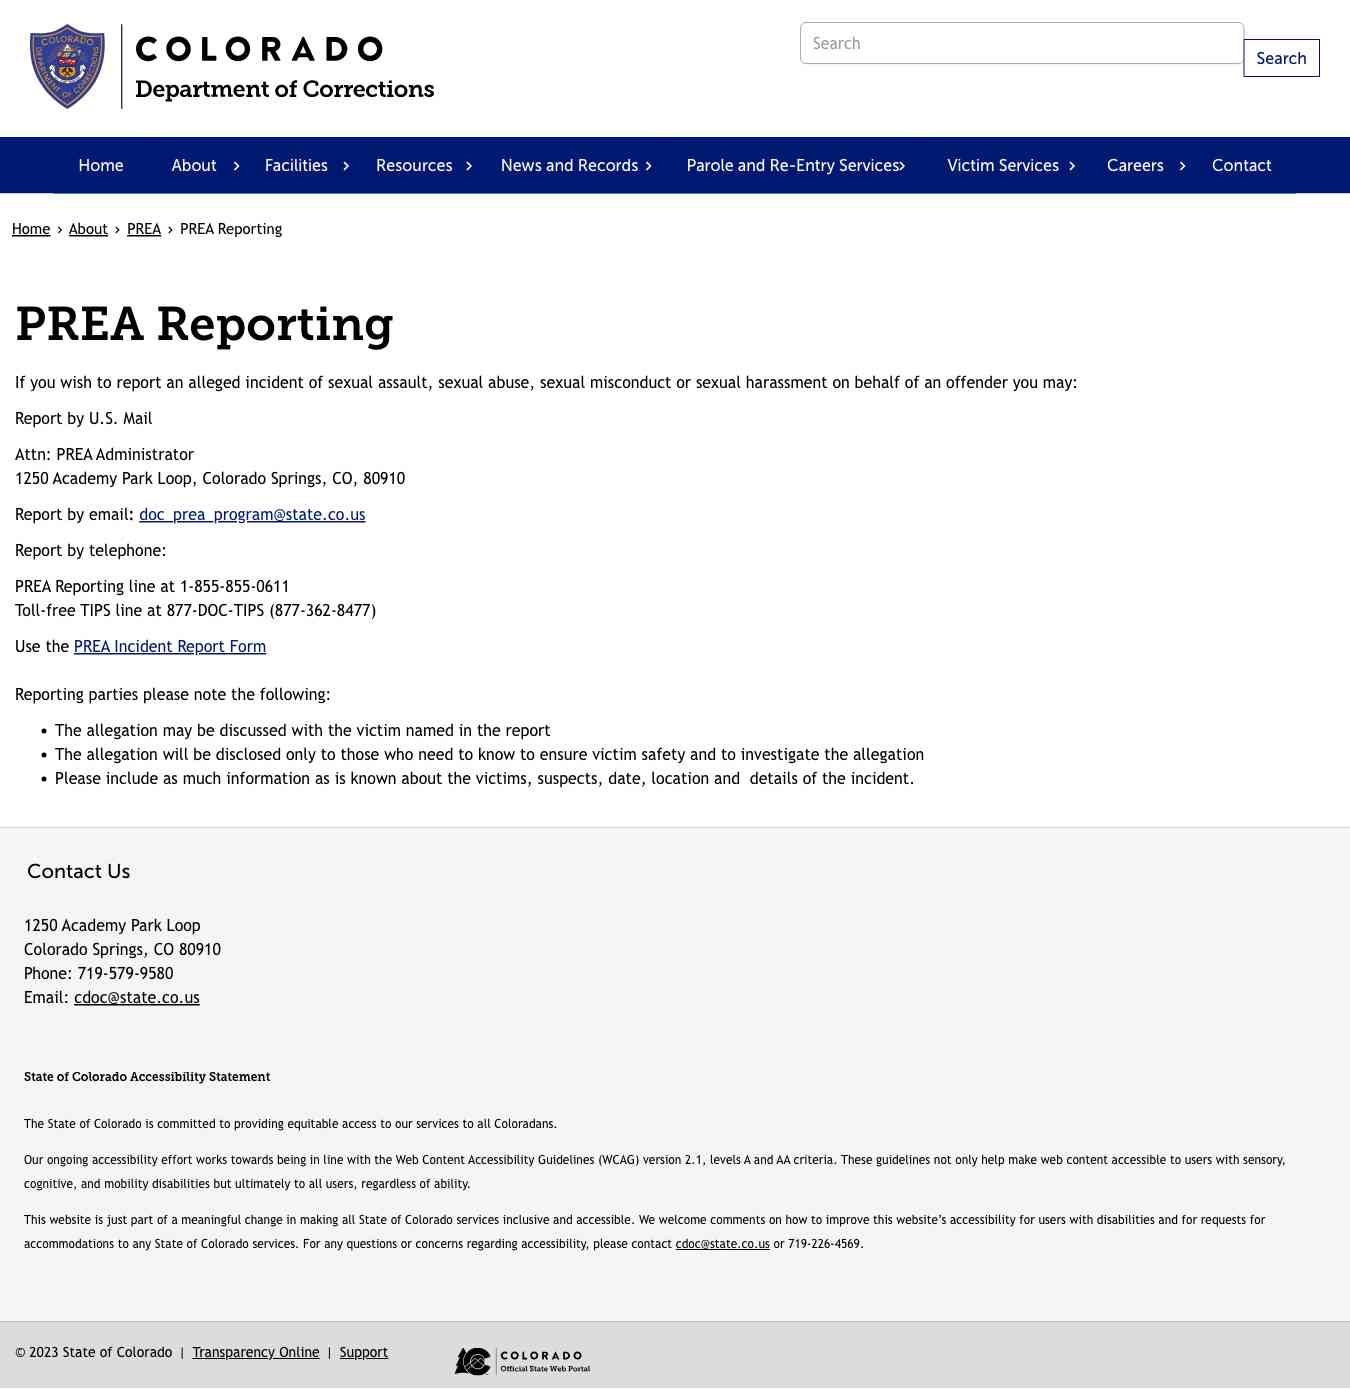 COLORADO
Department of Corrections
Search
Search
Home About Facilities Resources News and Records Parole and Re-Entry Services Victim Services Careers Contact
Home › About › PREA › PREA Reporting
PREA Reporting
If you wish to report an alleged incident of sexual assault, sexual abuse, sexual misconduct or sexual harassment on behalf of an offender you may:
Report by U.S. Mail
Attn: PREA Administrator
1250 Academy Park Loop, Colorado Springs, CO, 80910
Report by email: doc_prea_program@state.co.us
Report by telephone:
PREA Reporting line at 1-855-855-0611
Toll-free TIPS line at 877-DOC-TIPS (877-362-8477)
Use the PREA Incident Report Form
Reporting parties please note the following:
• The allegation may be discussed with the victim named in the report
• The allegation will be disclosed only to those who need to know to ensure victim safety and to investigate the allegation
• Please include as much information as is known about the victims, suspects, date, location and  details of the incident.
Contact Us
1250 Academy Park Loop
Colorado Springs, CO 80910
Phone: 719-579-9580
Email: cdoc@state.co.us
State of Colorado Accessibility Statement
The State of Colorado is committed to providing equitable access to our services to all Coloradans.
Our ongoing accessibility effort works towards being in line with the Web Content Accessibility Guidelines (WCAG) version 2.1, levels A and AA criteria. These guidelines not only help make web content accessible to users with sensory,
cognitive, and mobility disabilities but ultimately to all users, regardless of ability.
This website is just part of a meaningful change in making all State of Colorado services inclusive and accessible. We welcome comments on how to improve this website's accessibility for users with disabilities and for requests for
accommodations to any State of Colorado services. For any questions or concerns regarding accessibility, please contact cdoc@state.co.us or 719-226-4569.
© 2023 State of Colorado | Transparency Online | Support
COLORADO
Official State Web Portal